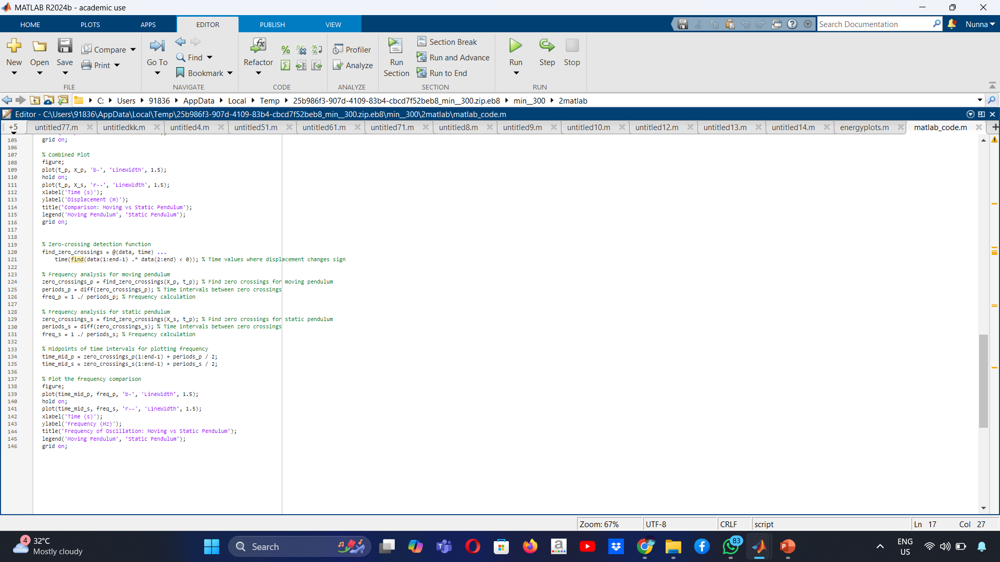 MATLAB R2024b - academic use
HOME PLOTS APPS EDITOR PUBLISH VIEW Search Documentation Nunna
New Open Save Compare Print FILE
Go To Find Bookmark NAVIGATE
Refactor CODE
Profiler Analyze ANALYZE
Run Section Section Break Run and Advance Run to End SECTION
Run Step Stop RUN
C: Users 91836 AppData Local Temp 25b986f3-907d-4109-83b4-cbcd7f52beb8_min__300.zip.eb8 min__300 2matlab
Editor - C:\Users\91836\AppData\Local\Temp\25b986f3-907d-4109-83b4-cbcd7f52beb8_min__300.zip.eb8\min__300\2matlab\matlab_code.m
+5 untitled77.m untitledkk.m untitled4.m untitled51.m untitled61.m untitled71.m untitled8.m untitled9.m untitled10.m untitled12.m untitled13.m untitled14.m energyplots.m matlab_code.m
105 grid on;
106
107 % Combined Plot
108 figure;
109 plot(t_p, X_p, 'b-', 'LineWidth', 1.5);
110 hold on;
111 plot(t_p, X_s, 'r--', 'LineWidth', 1.5);
112 xlabel('Time (s)');
113 ylabel('Displacement (m)');
114 title('Comparison: Moving vs Static Pendulum');
115 legend('Moving Pendulum', 'Static Pendulum');
116 grid on;
117
118
119 % Zero-crossing detection function
120 find_zero_crossings = @(data, time) ...
121 time(find(data(1:end-1) .* data(2:end) < 0)); % Time values where displacement changes sign
122
123 % Frequency analysis for moving pendulum
124 zero_crossings_p = find_zero_crossings(X_p, t_p); % Find zero crossings for moving pendulum
125 periods_p = diff(zero_crossings_p); % Time intervals between zero crossings
126 freq_p = 1 ./ periods_p; % Frequency calculation
127
128 % Frequency analysis for static pendulum
129 zero_crossings_s = find_zero_crossings(X_s, t_p); % Find zero crossings for static pendulum
130 periods_s = diff(zero_crossings_s); % Time intervals between zero crossings
131 freq_s = 1 ./ periods_s; % Frequency calculation
132
133 % Midpoints of time intervals for plotting frequency
134 time_mid_p = zero_crossings_p(1:end-1) + periods_p / 2;
135 time_mid_s = zero_crossings_s(1:end-1) + periods_s / 2;
136
137 % Plot the frequency comparison
138 figure;
139 plot(time_mid_p, freq_p, 'b-', 'LineWidth', 1.5);
140 hold on;
141 plot(time_mid_s, freq_s, 'r--', 'LineWidth', 1.5);
142 xlabel('Time (s)');
143 ylabel('Frequency (Hz)');
144 title('Frequency of Oscillation: Moving vs Static Pendulum');
145 legend('Moving Pendulum', 'Static Pendulum');
146 grid on;
Zoom: 67% UTF-8 CRLF script Ln 17 Col 27
4 32°C
Mostly cloudy
Search
83
ENG
US